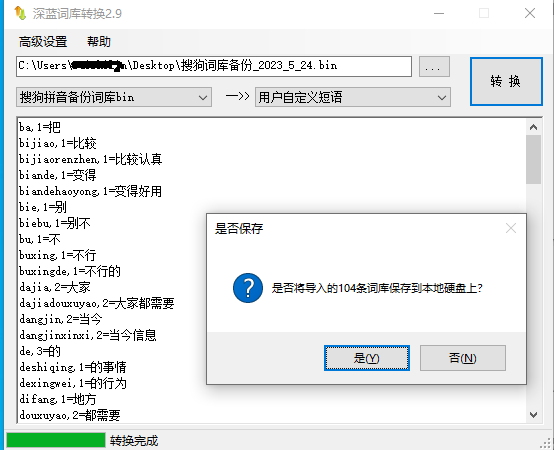 深蓝词库转换2.9
高级设置 帮助
C:\Users\ \Desktop\搜狗词库备份_2023_5_24.bin ...
转 换
搜狗拼音备份词库bin —>> 用户自定义短语
ba,1=把
bijiao,1=比较
bijiaorenzhen,1=比较认真
biande,1=变得
biandehaoyong,1=变得好用
bie,1=别
biebu,1=别不
bu,1=不
buxing,1=不行
buxingde,1=不行的
dajia,2=大家
dajiadouxuyao,2=大家都需要
dangjin,2=当今
dangjinxinxi,2=当今信息
de,3=的
deshiqing,1=的事情
dexingwei,1=的行为
difang,1=地方
douxuyao,2=都需要
是否保存
是否将导入的104条词库保存到本地硬盘上?
是(Y) 否(N)
转换完成